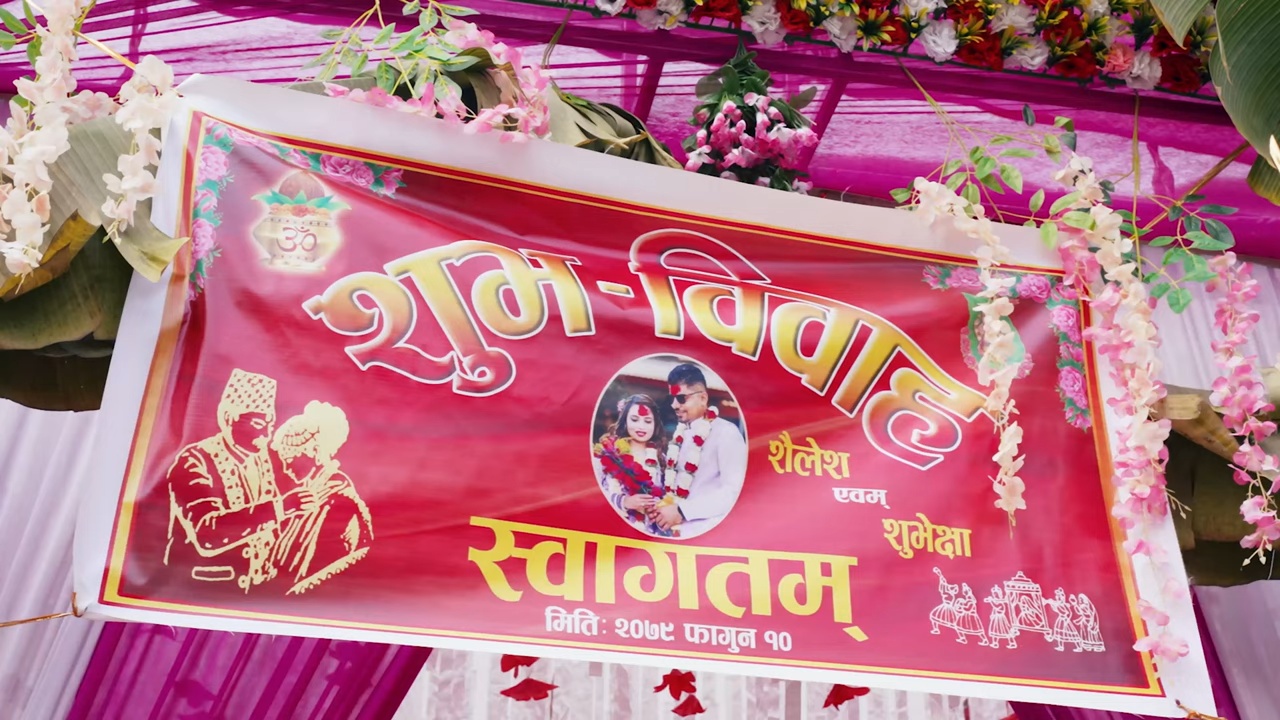 ॐ
शुभ-विवाह
शैलेश
एवम्
शुभेक्षा
स्वागतम्
मिति: २०७९ फागुन १०